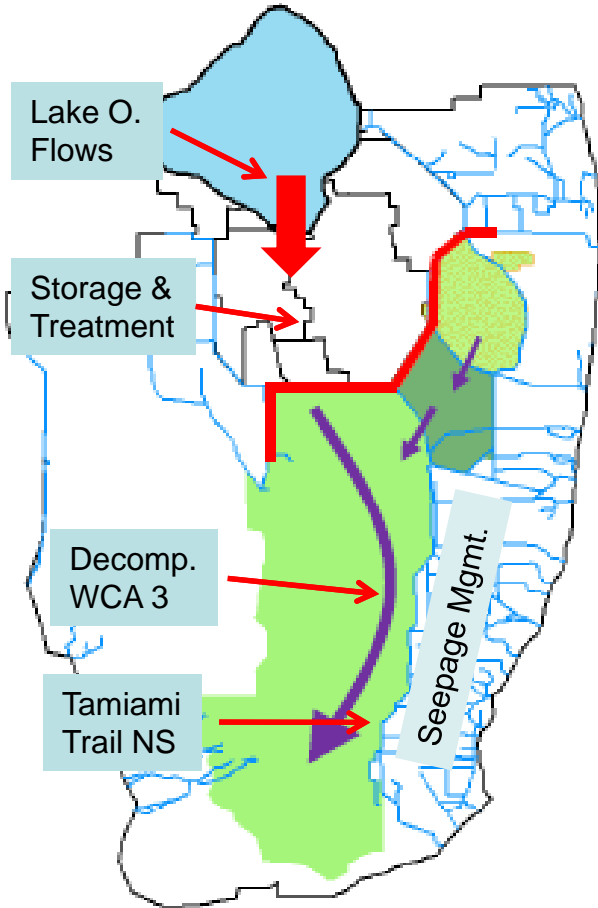 Lake O.
Flows
Storage &
Treatment
Decomp.
WCA 3
Seepage Mgmt.
Tamiami
Trail NS